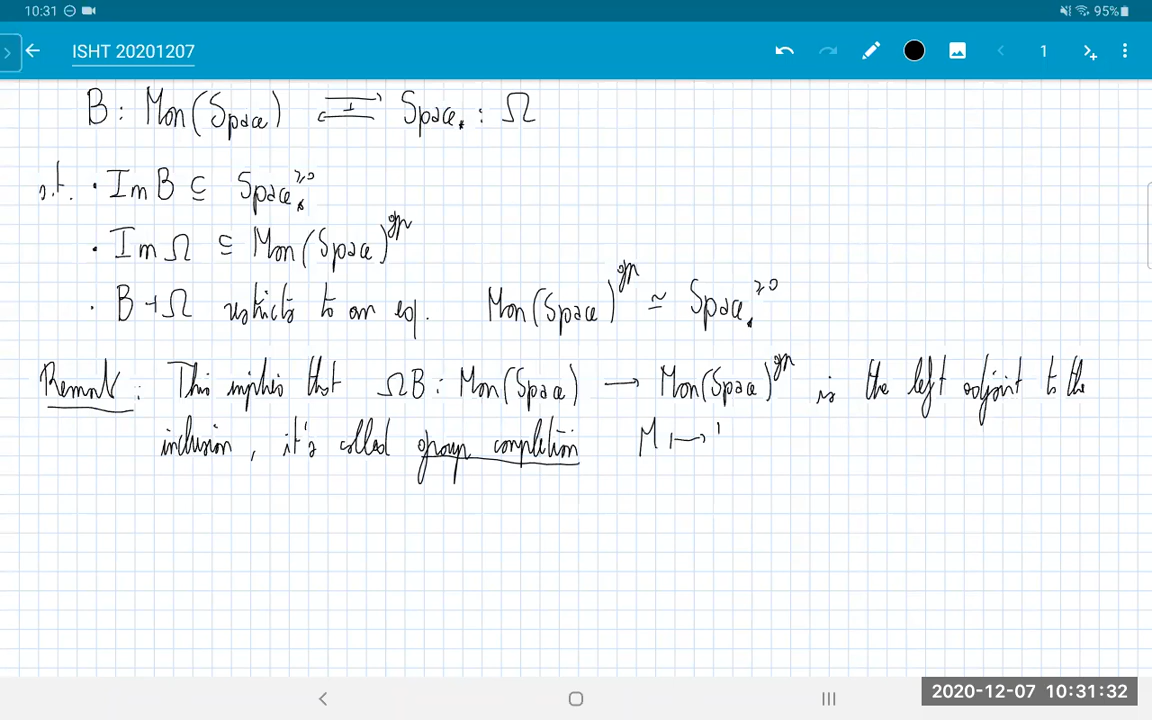 10:31 95%
ISHT 20201207 1
B : Mon(Space) ⇄ Space_* : Ω
s.t. • Im B ⊆ Space_*^{≥0}
• Im Ω ⊆ Mon(Space)^{gp}
• B ⊣ Ω restricts to an eq. Mon(Space)^{gp} ≃ Space_*^{≥0}
Remark : This implies that ΩB : Mon(Space) → Mon(Space)^{gp} is the left adjoint to the
inclusion, it's called group completion M ↦
2020-12-07 10:31:32